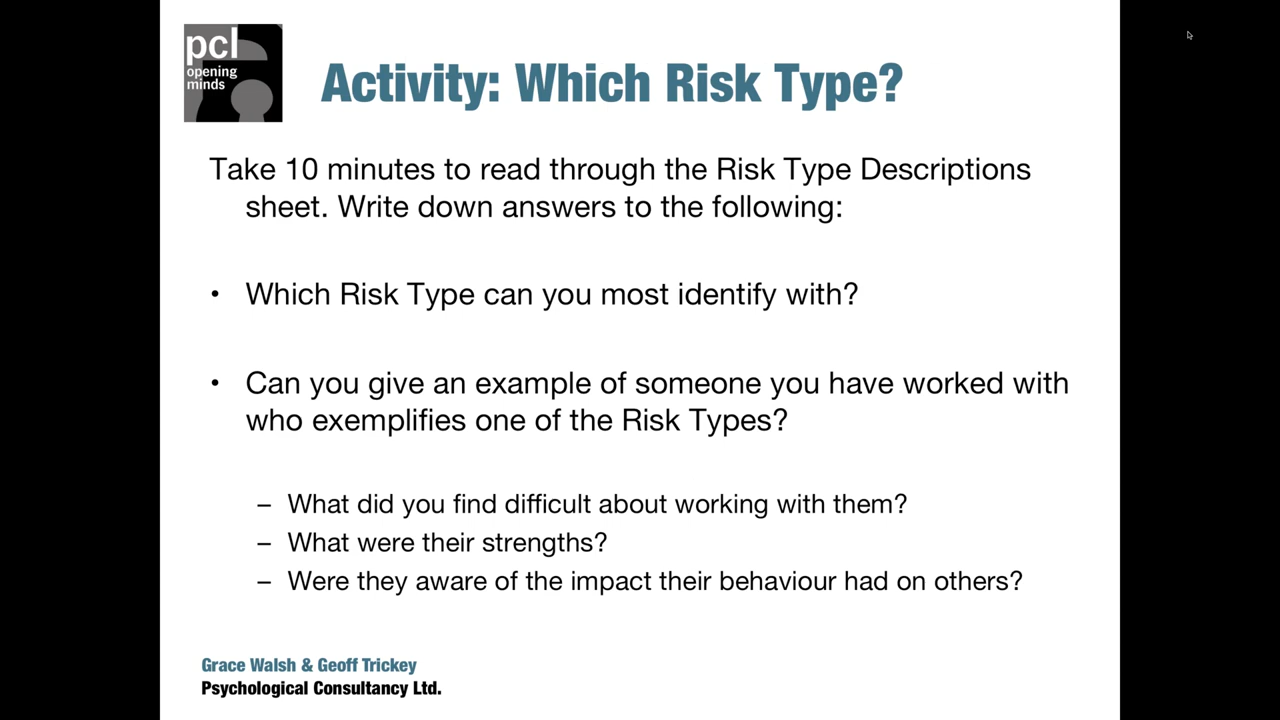 pcl
opening
minds
Activity: Which Risk Type?
Take 10 minutes to read through the Risk Type Descriptions
sheet. Write down answers to the following:
• Which Risk Type can you most identify with?
• Can you give an example of someone you have worked with
who exemplifies one of the Risk Types?
– What did you find difficult about working with them?
– What were their strengths?
– Were they aware of the impact their behaviour had on others?
Grace Walsh & Geoff Trickey
Psychological Consultancy Ltd.